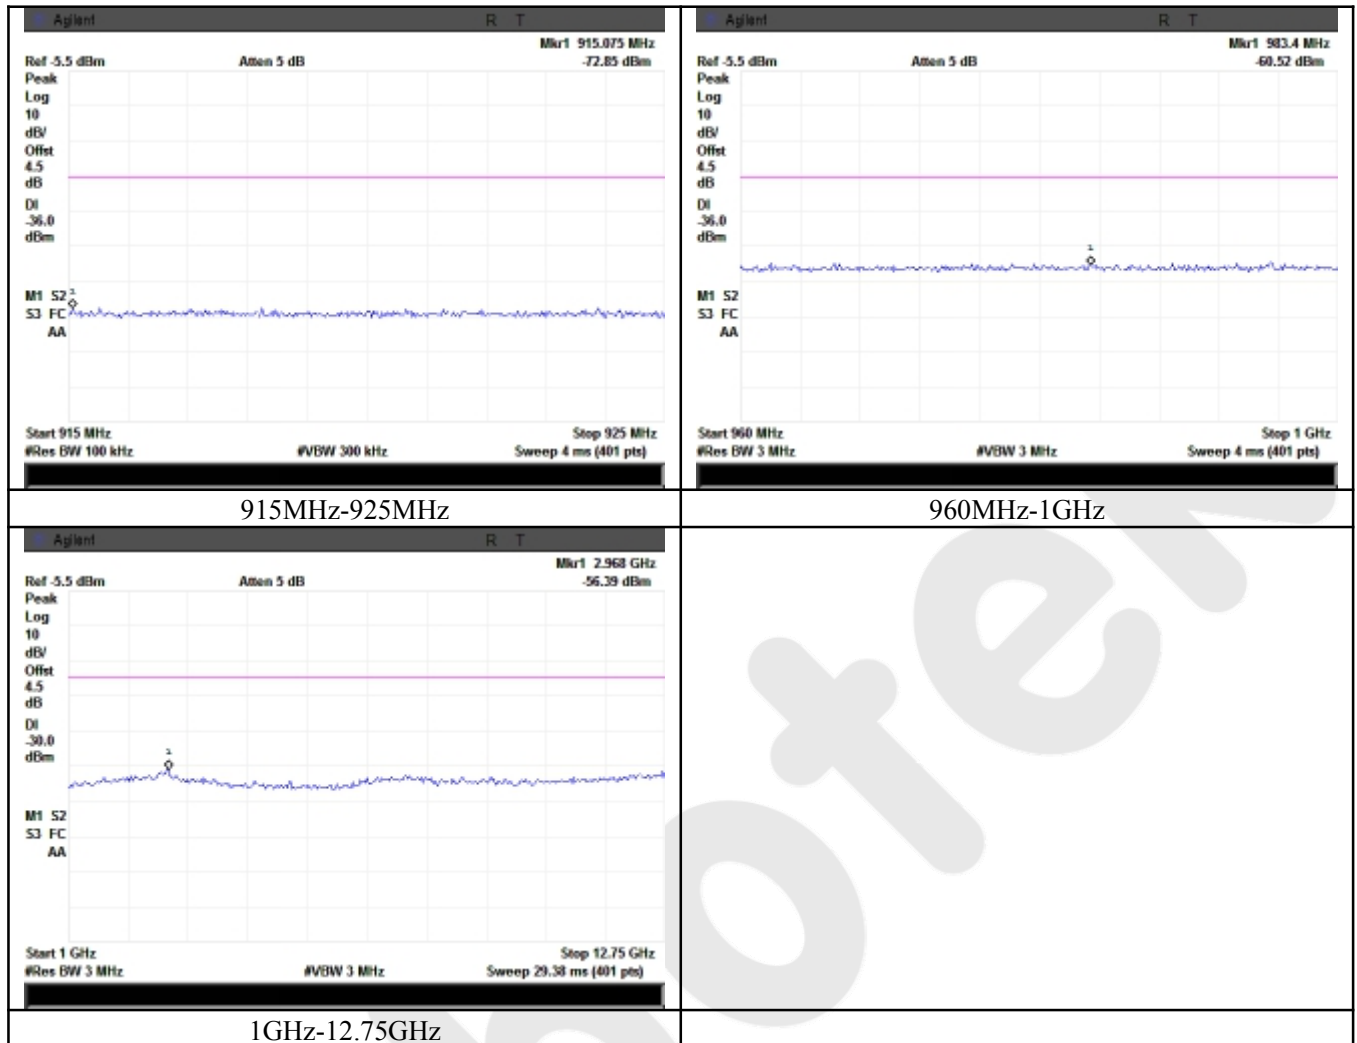 Agilent R T
Mkr1 915.075 MHz
Ref -5.5 dBm Atten 5 dB -72.85 dBm
Peak
Log
10
dB/
Offst
4.5
dB
DI
-36.0
dBm
1
M1 S2
S3 FC
AA
Start 915 MHz Stop 925 MHz
#Res BW 100 kHz #VBW 300 kHz Sweep 4 ms (401 pts)
915MHz-925MHz
Agilent R T
Mkr1 983.4 MHz
Ref -5.5 dBm Atten 5 dB -60.52 dBm
Peak
Log
10
dB/
Offst
4.5
dB
DI
-36.0
dBm
1
M1 S2
S3 FC
AA
Start 960 MHz Stop 1 GHz
#Res BW 3 MHz #VBW 3 MHz Sweep 4 ms (401 pts)
960MHz-1GHz
Agilent R T
Mkr1 2.968 GHz
Ref -5.5 dBm Atten 5 dB -56.39 dBm
Peak
Log
10
dB/
Offst
4.5
dB
DI
-30.0
dBm
1
M1 S2
S3 FC
AA
Start 1 GHz Stop 12.75 GHz
#Res BW 3 MHz #VBW 3 MHz Sweep 29.38 ms (401 pts)
1GHz-12.75GHz